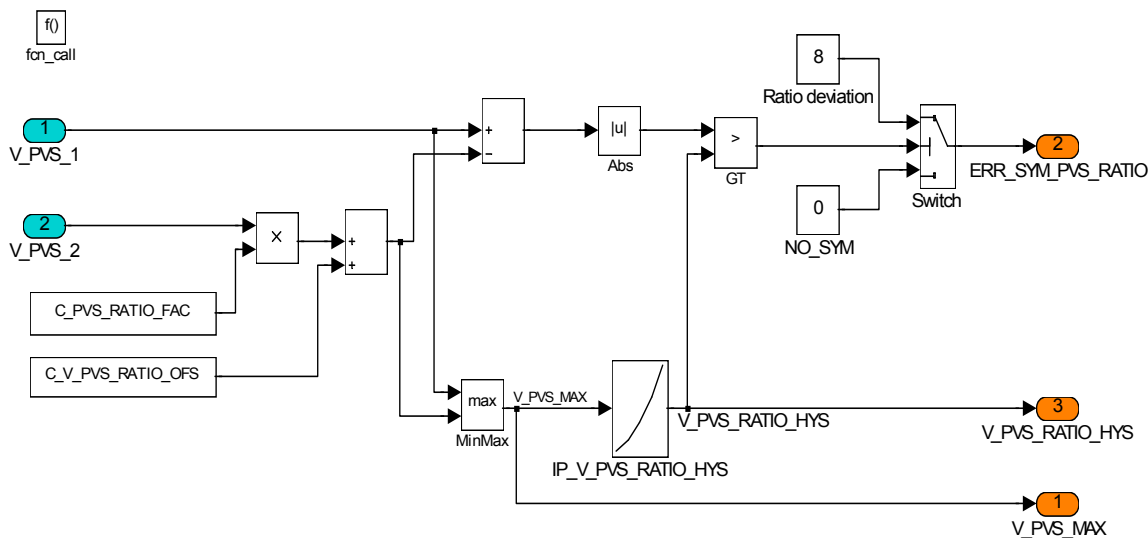 f()
fcn_call
8
Ratio deviation
1
V_PVS_1
+
−
|u|
Abs
>
GT
2
ERR_SYM_PVS_RATIO
Switch
0
NO_SYM
2
V_PVS_2
X
+
+
C_PVS_RATIO_FAC
C_V_PVS_RATIO_OFS
max
MinMax
V_PVS_MAX
IP_V_PVS_RATIO_HYS
V_PVS_RATIO_HYS
3
V_PVS_RATIO_HYS
1
V_PVS_MAX